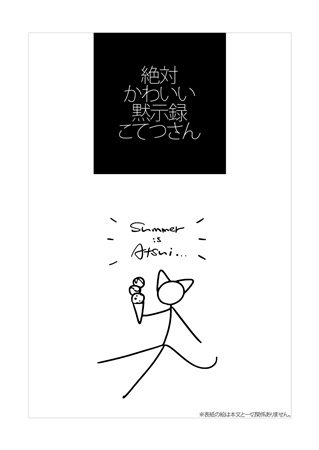 絶対
かわいい
黙示録
こてつさん
Summer
is
Atsui...
※表紙の絵は本文と一切関係ありません。